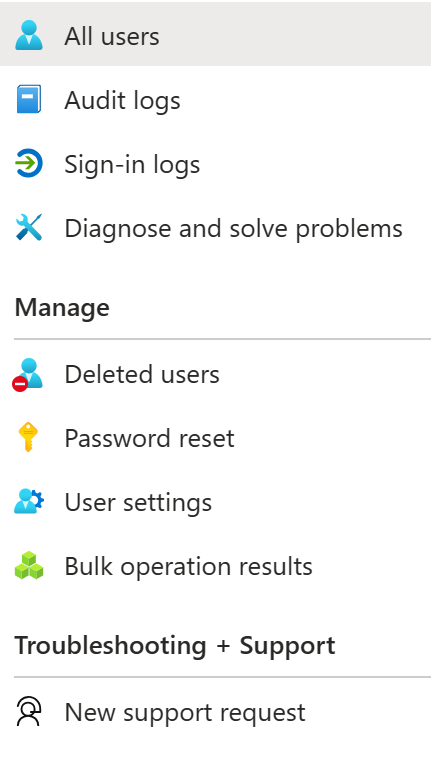 All users
Audit logs
Sign-in logs
Diagnose and solve problems
Manage
Deleted users
Password reset
User settings
Bulk operation results
Troubleshooting + Support
New support request